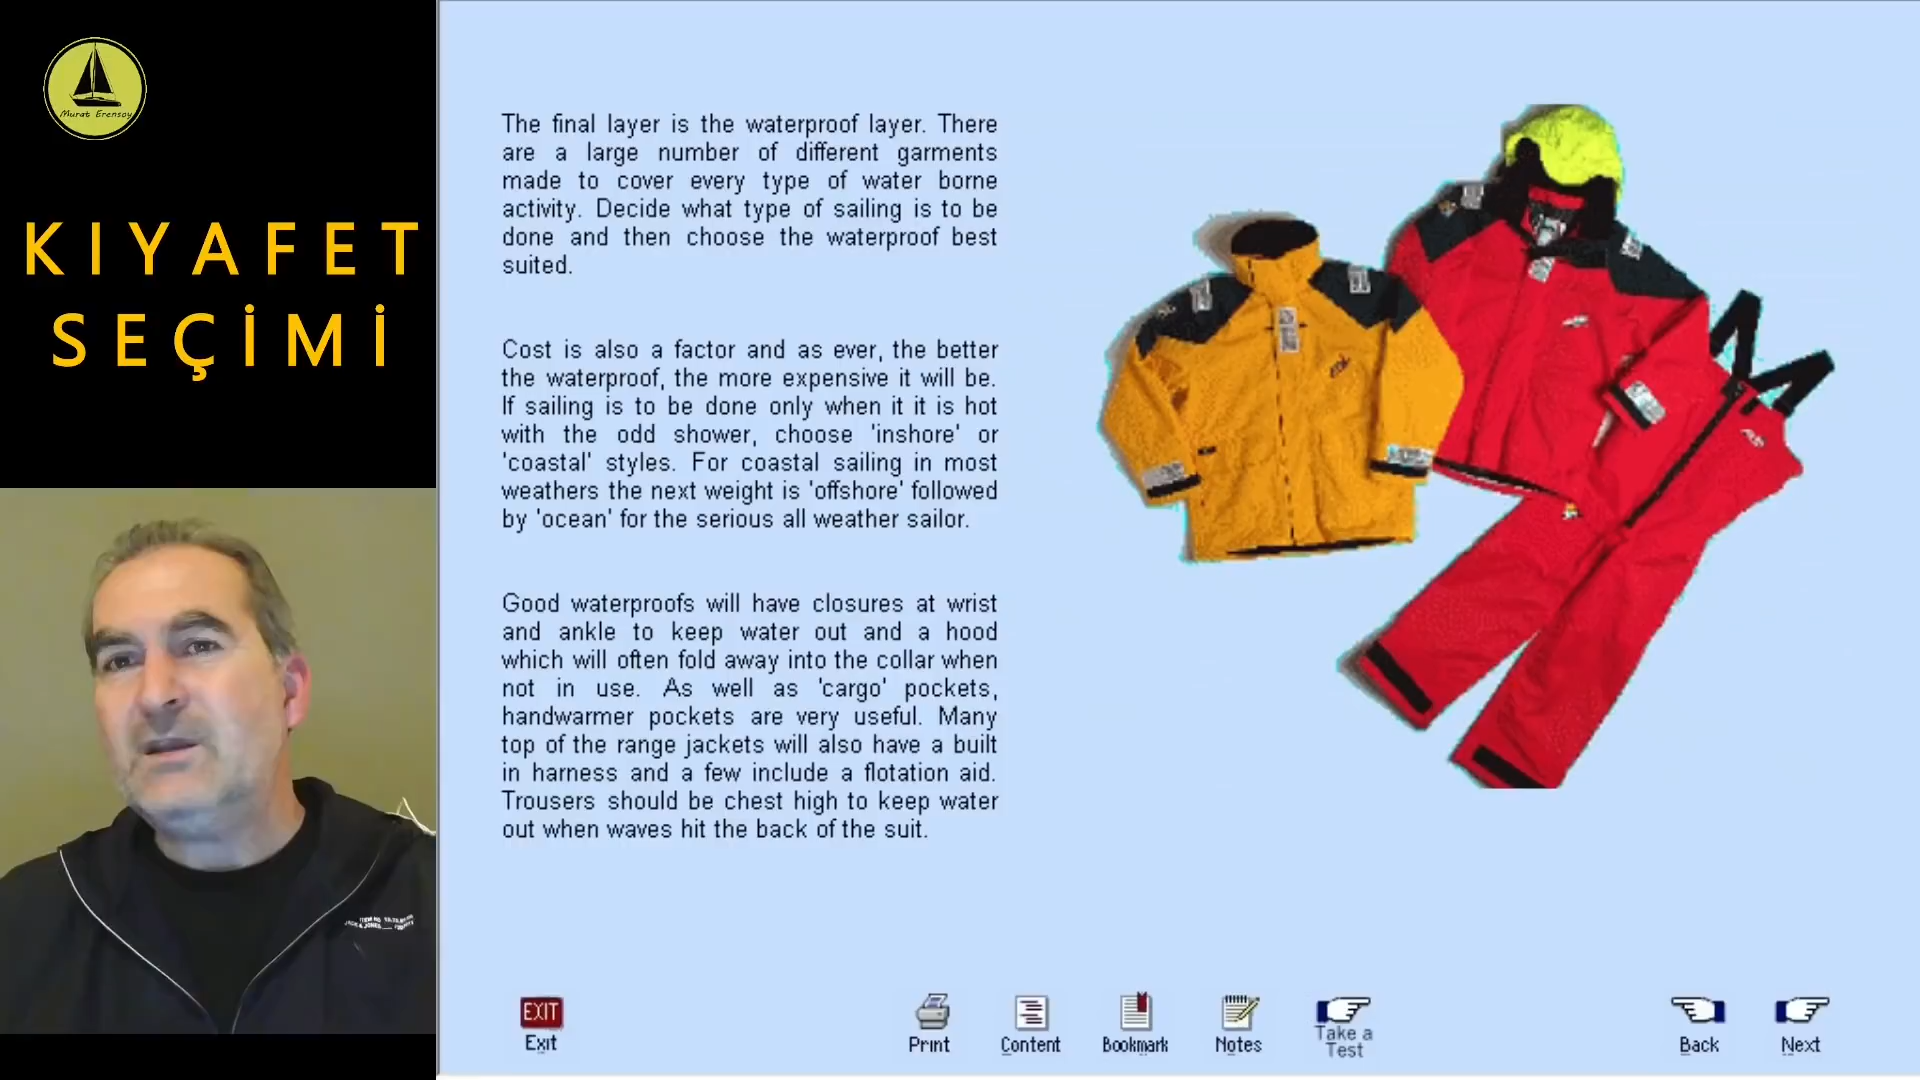 Murat Erensoy
KIYAFET
SEÇİMİ
The final layer is the waterproof layer. There
are a large number of different garments
made to cover every type of water borne
activity. Decide what type of sailing is to be
done and then choose the waterproof best
suited.
Cost is also a factor and as ever, the better
the waterproof, the more expensive it will be.
If sailing is to be done only when it it is hot
with the odd shower, choose 'inshore' or
'coastal' styles. For coastal sailing in most
weathers the next weight is 'offshore' followed
by 'ocean' for the serious all weather sailor.
Good waterproofs will have closures at wrist
and ankle to keep water out and a hood
which will often fold away into the collar when
not in use. As well as 'cargo' pockets,
handwarmer pockets are very useful. Many
top of the range jackets will also have a built
in harness and a few include a flotation aid.
Trousers should be chest high to keep water
out when waves hit the back of the suit.
EXIT
Exit
Print
Content
Bookmark
Notes
Take a
Test
Back
Next